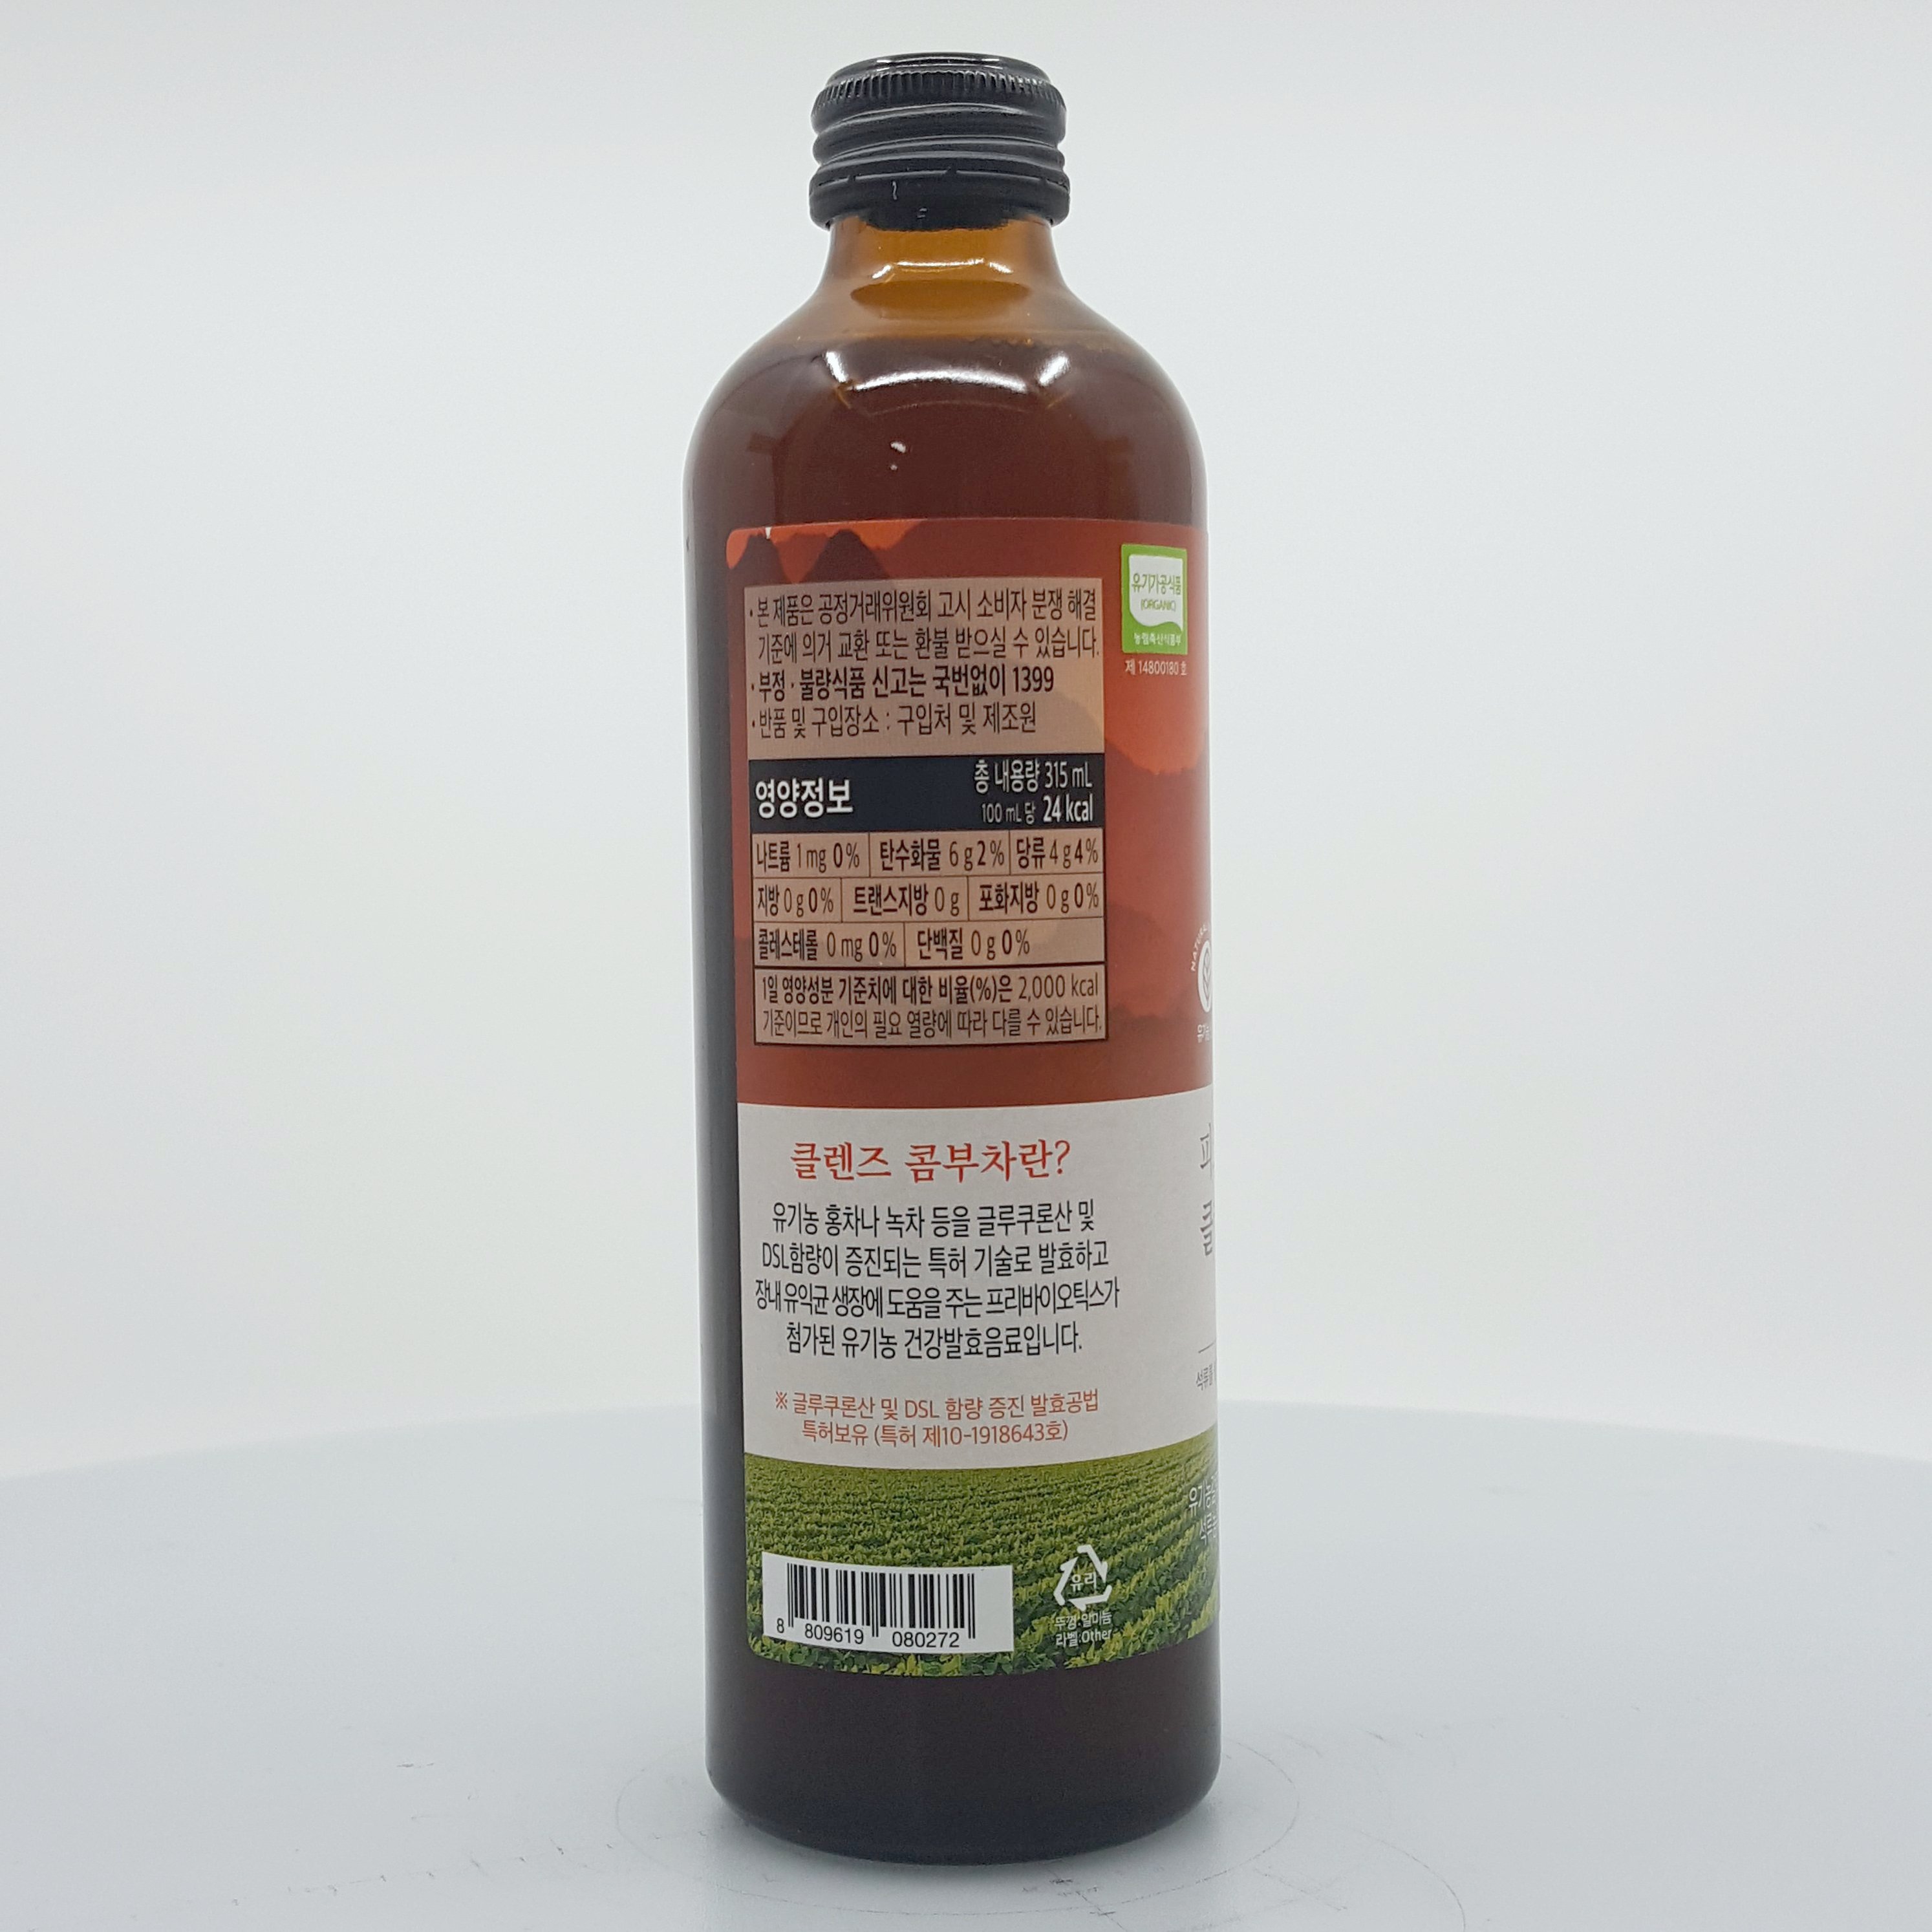 · 본 제품은 공정거래위원회 고시 소비자 분쟁 해결
기준에 의거 교환 또는 환불 받으실 수 있습니다.
· 부정 · 불량식품 신고는 국번없이 1399
· 반품 및 구입장소 : 구입처 및 제조원
유기가공식품
(ORGANIC)
농림축산식품부
제 14800180 호
영양정보
총 내용량 315 mL
100 mL 당 24 kcal
나트륨 1 mg 0% 탄수화물 6 g 2% 당류 4 g 4%
지방 0 g 0% 트랜스지방 0 g 포화지방 0 g 0%
콜레스테롤 0 mg 0% 단백질 0 g 0%
1일 영양성분 기준치에 대한 비율(%)은 2,000 kcal
기준이므로 개인의 필요 열량에 따라 다를 수 있습니다.
클렌즈 콤부차란?
유기농 홍차나 녹차 등을 글루쿠론산 및
DSL함량이 증진되는 특허 기술로 발효하고
장내 유익균 생장에 도움을 주는 프리바이오틱스가
첨가된 유기농 건강발효음료입니다.
※ 글루쿠론산 및 DSL 함량 증진 발효공법
특허보유 (특허 제10-1918643호)
8 809619 080272
유리
뚜껑:알미늄
라벨:Other